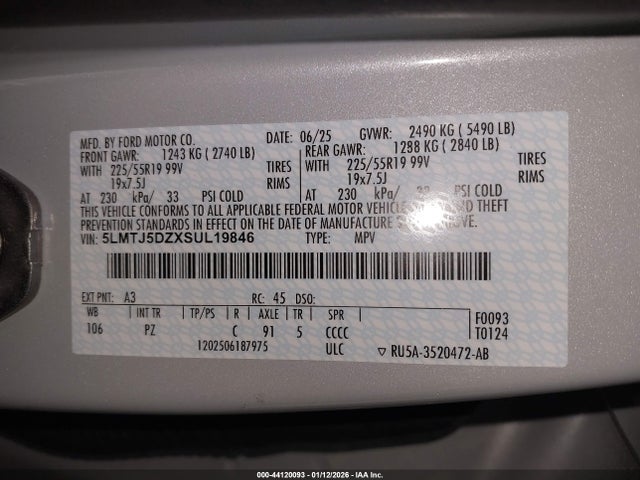 MFD. BY FORD MOTOR CO. DATE: 06/25 GVWR: 2490 KG ( 5490 LB)
FRONT GAWR: 1243 KG ( 2740 LB) REAR GAWR: 1288 KG ( 2840 LB)
WITH 225/55R19 99V TIRES WITH 225/55R19 99V TIRES
19x7.5J RIMS 19x7.5J RIMS
AT 230 kPa/ 33 PSI COLD AT 230 kPa/ 33 PSI COLD
THIS VEHICLE CONFORMS TO ALL APPLICABLE FEDERAL MOTOR VEHICLE AND THEFT
PREVENTION STANDARDS IN EFFECT ON THE DATE OF MANUFACTURE SHOWN ABOVE.
VIN: 5LMTJ5DZXSUL19846 TYPE: MPV
EXT PNT: A3 RC: 45 DSO:
WB INT TR TP/PS R AXLE TR SPR F0093
106 PZ C 91 5 CCCC T0124
1202506187975 ULC ▽ RU5A-3520472-AB
000-44120093 - 01/12/2026 - IAA Inc.